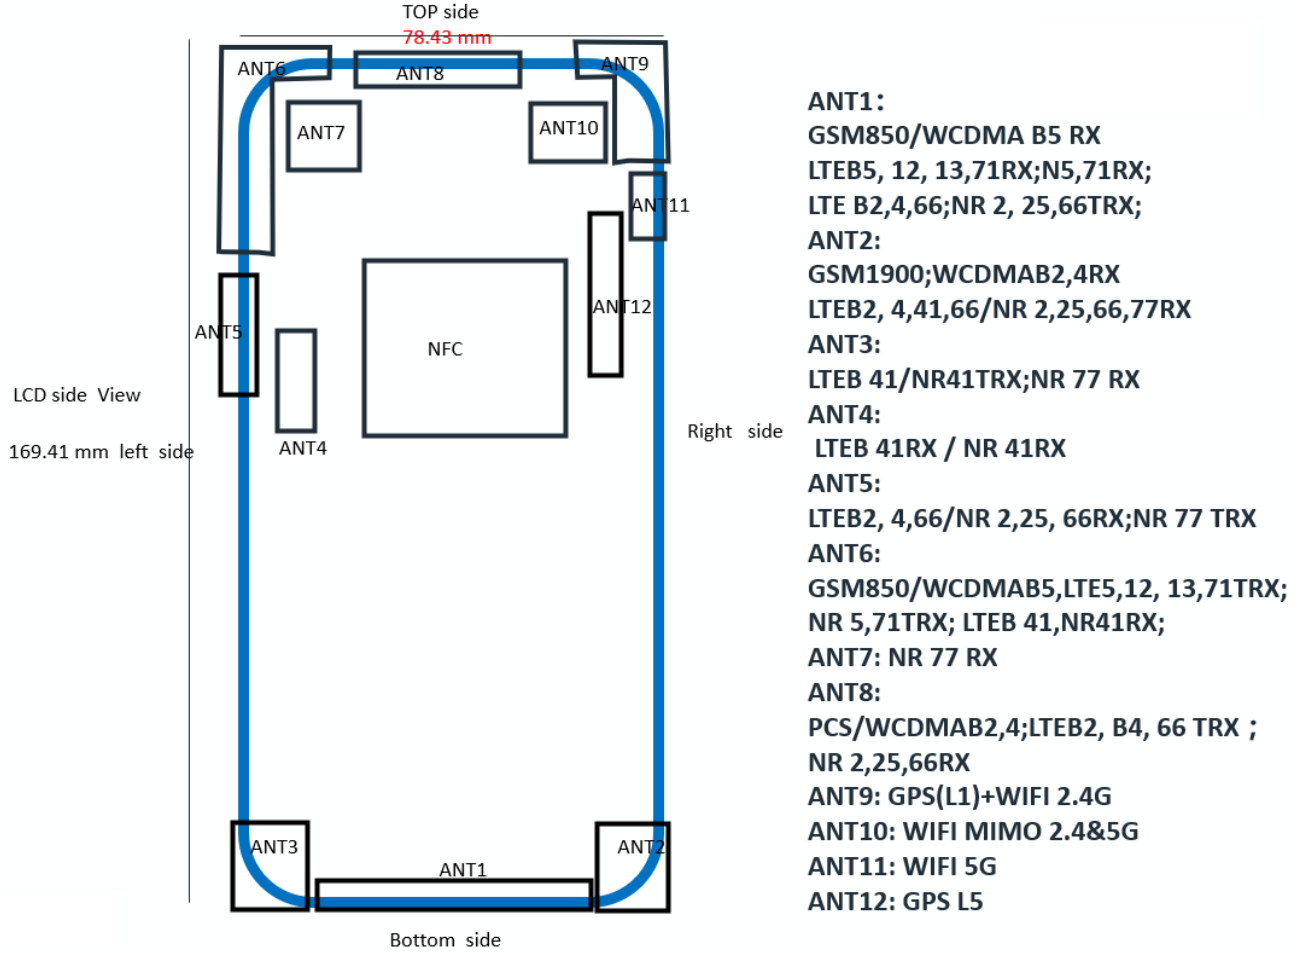 TOP side
78.43 mm
ANT6
ANT8
ANT9
ANT7
ANT10
ANT11
ANT12
ANT5
NFC
LCD side  View
Right  side
ANT4
169.41 mm  left  side
ANT3
ANT2
ANT1
Bottom  side
ANT1：
GSM850/WCDMA B5 RX
LTEB5, 12, 13,71RX;N5,71RX;
LTE B2,4,66;NR 2, 25,66TRX;
ANT2:
GSM1900;WCDMAB2,4RX
LTEB2, 4,41,66/NR 2,25,66,77RX
ANT3:
LTEB 41/NR41TRX;NR 77 RX
ANT4:
LTEB 41RX / NR 41RX
ANT5:
LTEB2, 4,66/NR 2,25, 66RX;NR 77 TRX
ANT6:
GSM850/WCDMAB5,LTE5,12, 13,71TRX;
NR 5,71TRX; LTEB 41,NR41RX;
ANT7: NR 77 RX
ANT8:
PCS/WCDMAB2,4;LTEB2, B4, 66 TRX；
NR 2,25,66RX
ANT9: GPS(L1)+WIFI 2.4G
ANT10: WIFI MIMO 2.4&5G
ANT11: WIFI 5G
ANT12: GPS L5